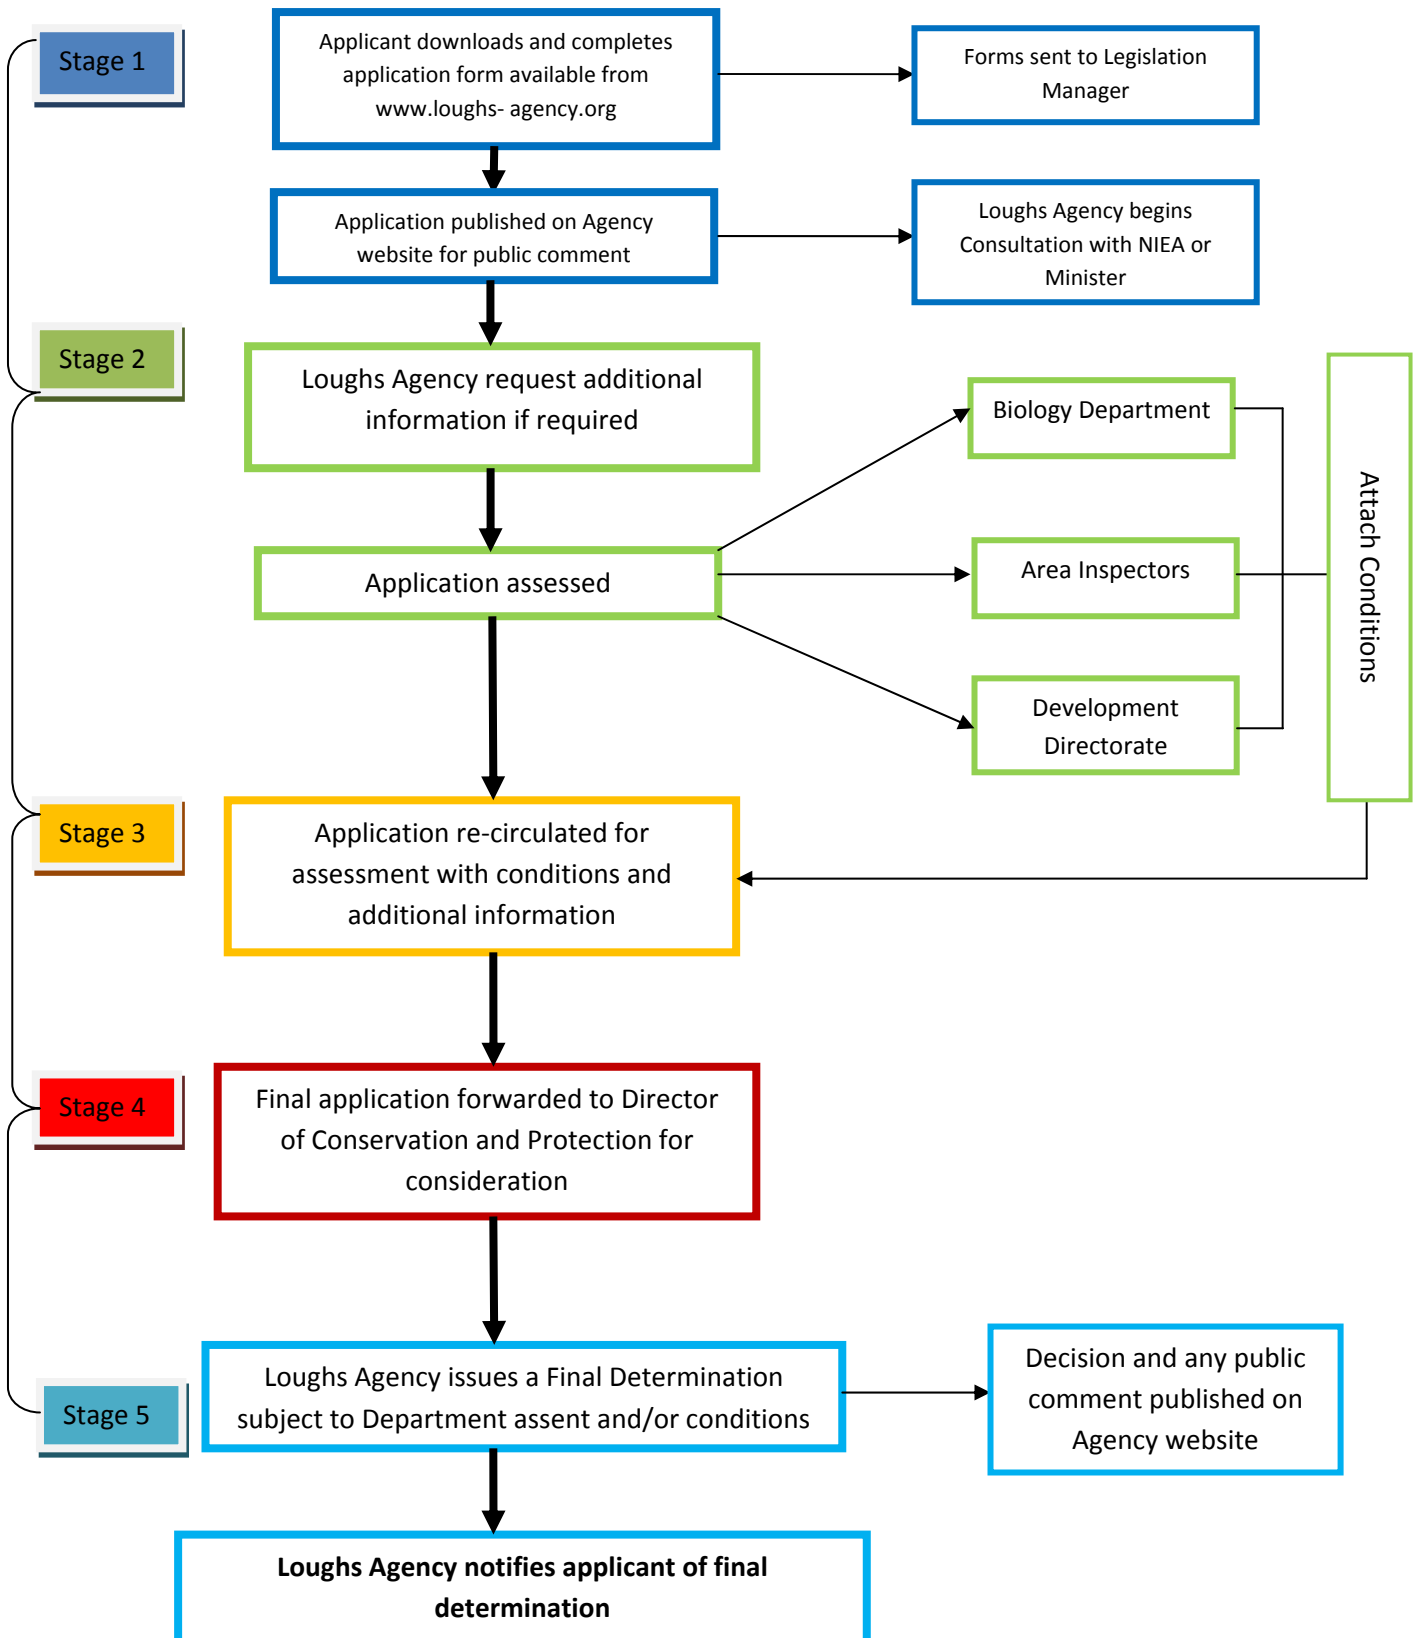 Stage 1
Applicant downloads and completes
application form available from
www.loughs- agency.org
Forms sent to Legislation
Manager
Application published on Agency
website for public comment
Loughs Agency begins
Consultation with NIEA or
Minister
Stage 2
Loughs Agency request additional
information if required
Biology Department
Application assessed
Area Inspectors
Development
Directorate
Attach Conditions
Stage 3
Application re-circulated for
assessment with conditions and
additional information
Stage 4
Final application forwarded to Director
of Conservation and Protection for
consideration
Stage 5
Loughs Agency issues a Final Determination
subject to Department assent and/or conditions
Decision and any public
comment published on
Agency website
Loughs Agency notifies applicant of final
determination